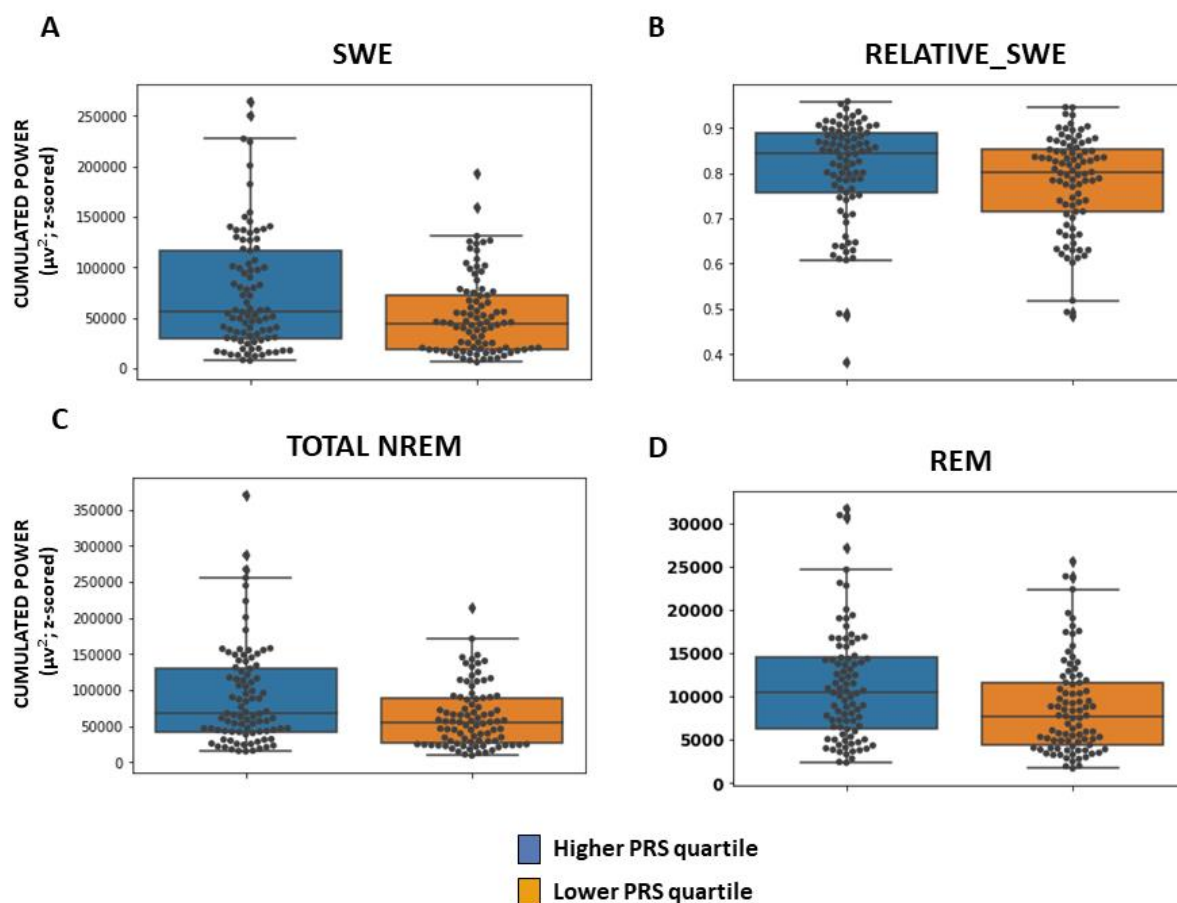 A
SWE
CUMULATED POWER
(μv²; z-scored)
250000
200000
150000
100000
50000
0
B
RELATIVE_SWE
0.9
0.8
0.7
0.6
0.5
0.4
C
TOTAL NREM
CUMULATED POWER
(μv²; z-scored)
350000
300000
250000
200000
150000
100000
50000
0
D
REM
30000
25000
20000
15000
10000
5000
0
Higher PRS quartile
Lower PRS quartile